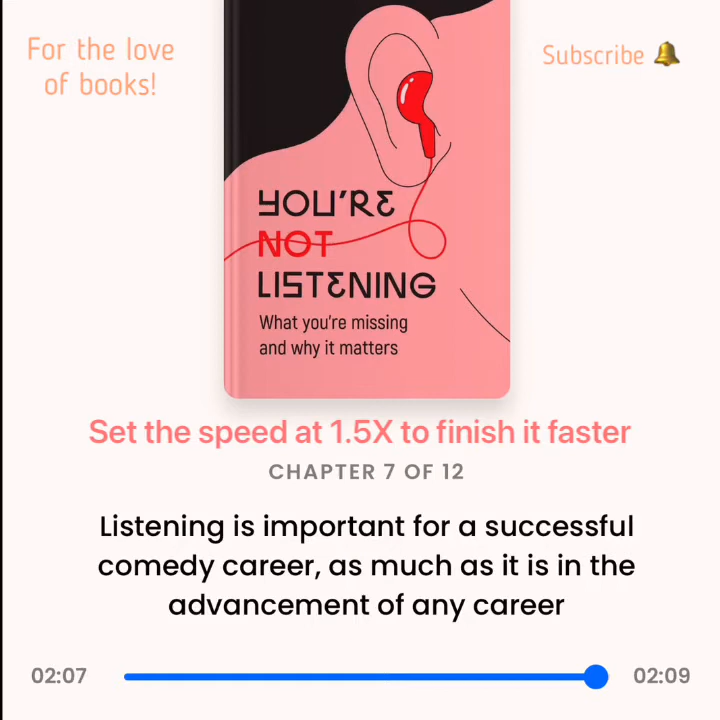 For the love
of books!
Subscribe 🔔
YOU'RE
NOT
LISTENING
What you're missing
and why it matters
Set the speed at 1.5X to finish it faster
CHAPTER 7 OF 12
Listening is important for a successful
comedy career, as much as it is in the
advancement of any career
02:07
02:09